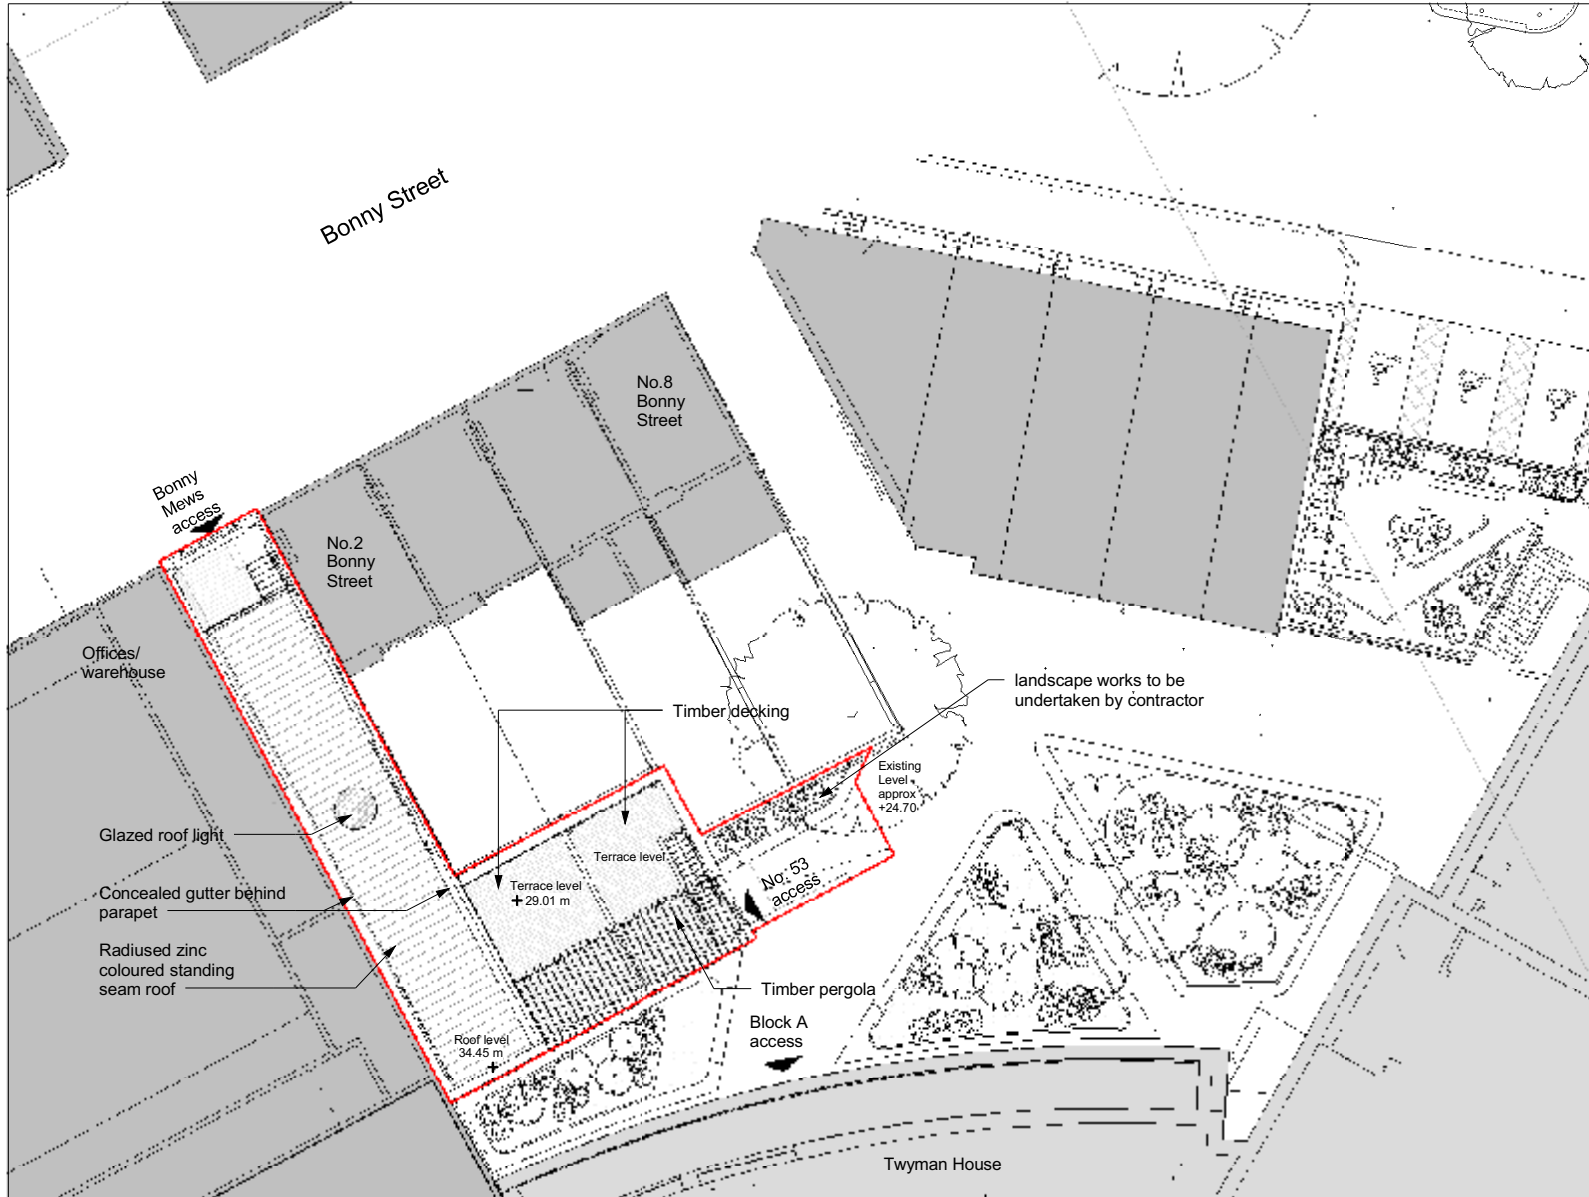 Bonny Street
No.8
Bonny
Street
Bonny
Mews
access
No.2
Bonny
Street
Offices/
warehouse
landscape works to be
undertaken by contractor
Timber decking
Existing
Level
approx
+24.70
Glazed roof light
Terrace level
Terrace level
29.01 m
No. 53
access
Concealed gutter behind
parapet
Radiused zinc
coloured standing
seam roof
Timber pergola
Block A
access
Roof level
34.45 m
Twyman House